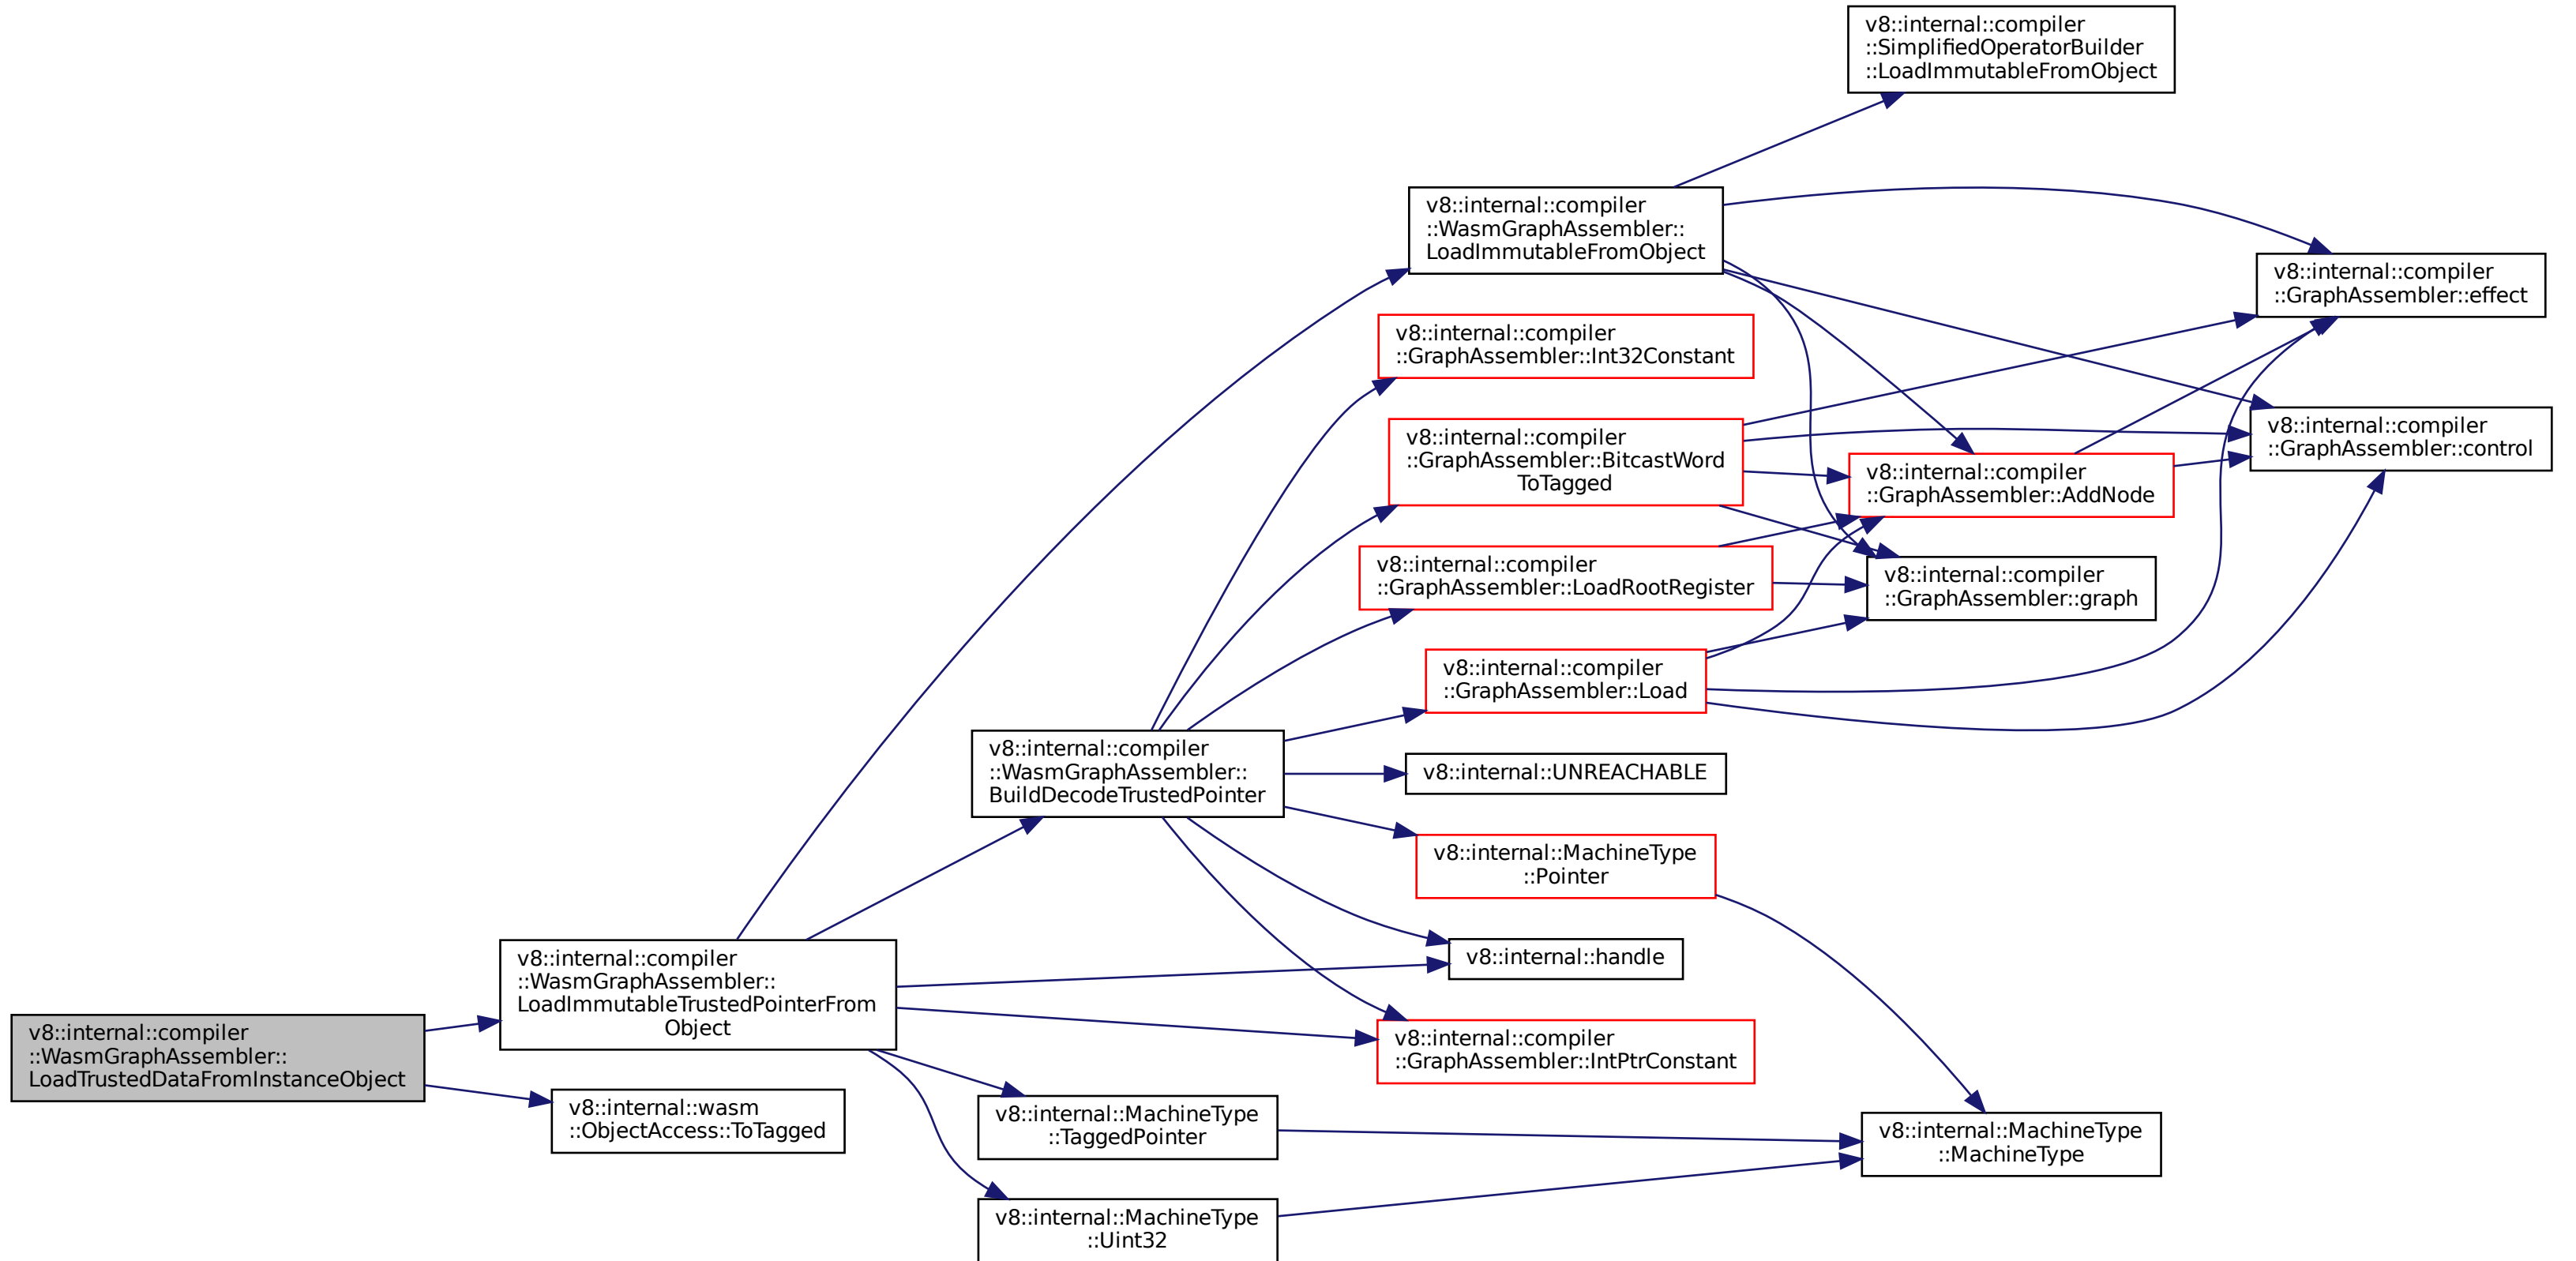 v8::internal::compiler
::SimplifiedOperatorBuilder
::LoadImmutableFromObject
v8::internal::compiler
::WasmGraphAssembler::
LoadImmutableFromObject
v8::internal::compiler
::GraphAssembler::effect
v8::internal::compiler
::GraphAssembler::Int32Constant
v8::internal::compiler
::GraphAssembler::BitcastWord
ToTagged
v8::internal::compiler
::GraphAssembler::control
v8::internal::compiler
::GraphAssembler::AddNode
v8::internal::compiler
::GraphAssembler::LoadRootRegister
v8::internal::compiler
::GraphAssembler::graph
v8::internal::compiler
::GraphAssembler::Load
v8::internal::compiler
::WasmGraphAssembler::
BuildDecodeTrustedPointer
v8::internal::UNREACHABLE
v8::internal::MachineType
::Pointer
v8::internal::handle
v8::internal::compiler
::WasmGraphAssembler::
LoadImmutableTrustedPointerFrom
Object
v8::internal::compiler
::GraphAssembler::IntPtrConstant
v8::internal::compiler
::WasmGraphAssembler::
LoadTrustedDataFromInstanceObject
v8::internal::wasm
::ObjectAccess::ToTagged
v8::internal::MachineType
::TaggedPointer
v8::internal::MachineType
::MachineType
v8::internal::MachineType
::Uint32